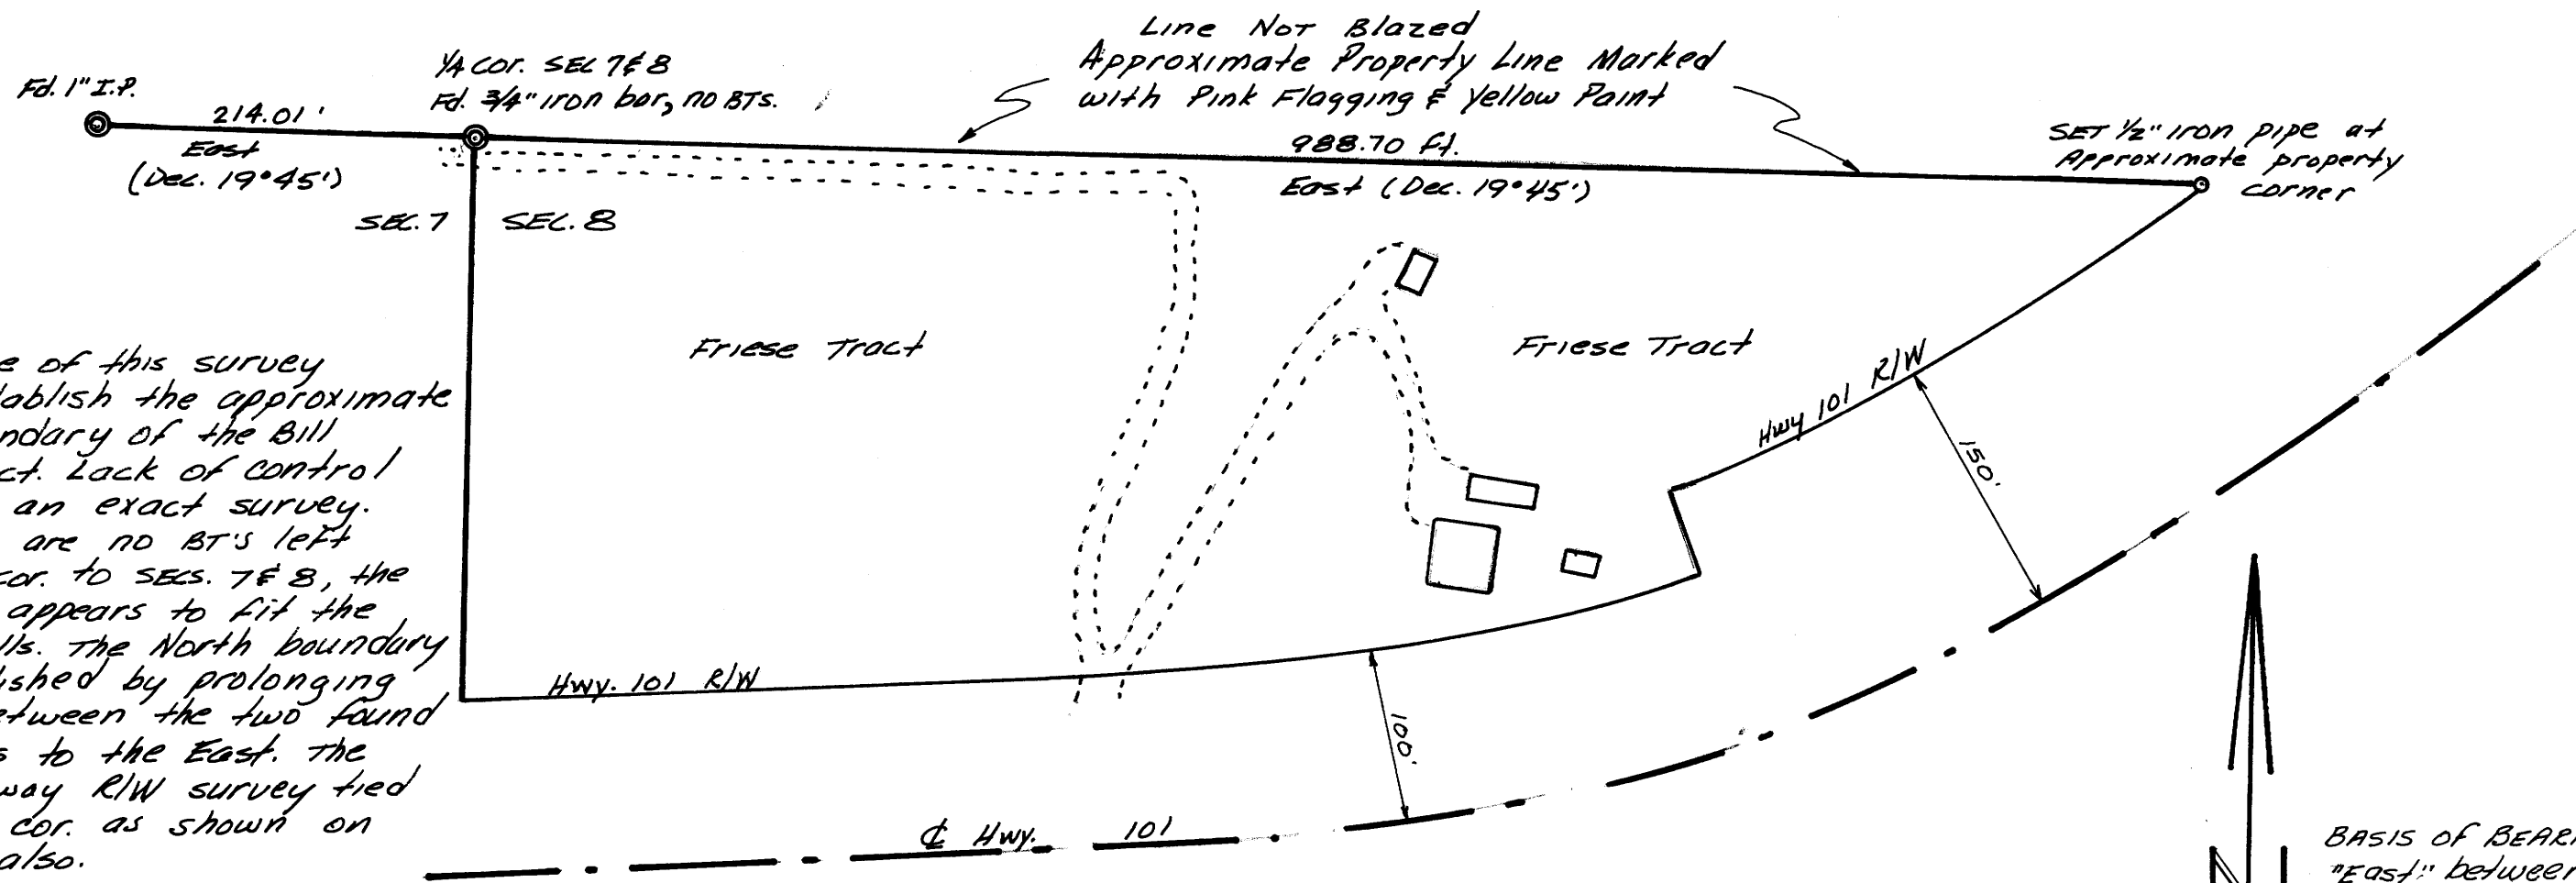 Line Not Blazed
Approximate Property Line Marked
with Pink Flagging & Yellow Paint
Fd. 1" I.P.
1/4 cor. SEC 7 & 8
Fd. 3/4" iron bar, no BTs.
214.01'
East
(Dec. 19°45')
988.70 ft.
East (Dec. 19°45')
SET 1/2" iron pipe at
Approximate property
corner
SEC. 7
SEC. 8
Friese Tract
Friese Tract
Hwy 101 R/W
150'
Hwy. 101 R/W
100'
℄ Hwy. 101
e of this survey
ablish the approximate
ndary of the Bill
ct. Lack of control
an exact survey.
are no BT's left
cor. to SECS. 7 & 8, the
appears to fit the
lls. The North boundary
ished by prolonging
etween the two found
s to the East. The
way R/W survey tied
cor. as shown on
also.
BASIS OF BEAR
"East" between